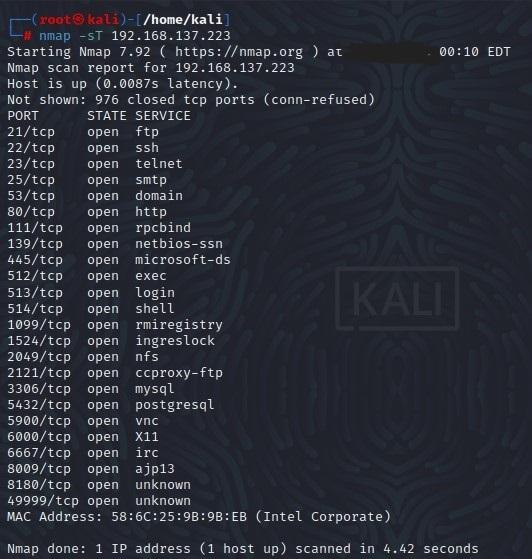 ┌──(root㉿kali)-[/home/kali]
└─# nmap -sT 192.168.137.223
Starting Nmap 7.92 ( https://nmap.org ) at 00:10 EDT
Nmap scan report for 192.168.137.223
Host is up (0.0087s latency).
Not shown: 976 closed tcp ports (conn-refused)
PORT STATE SERVICE
21/tcp open ftp
22/tcp open ssh
23/tcp open telnet
25/tcp open smtp
53/tcp open domain
80/tcp open http
111/tcp open rpcbind
139/tcp open netbios-ssn
445/tcp open microsoft-ds
512/tcp open exec
513/tcp open login
514/tcp open shell
1099/tcp open rmiregistry
1524/tcp open ingreslock
2049/tcp open nfs
2121/tcp open ccproxy-ftp
3306/tcp open mysql
5432/tcp open postgresql
5900/tcp open vnc
6000/tcp open X11
6667/tcp open irc
8009/tcp open ajp13
8180/tcp open unknown
49999/tcp open unknown
MAC Address: 58:6C:25:9B:9B:EB (Intel Corporate)
Nmap done: 1 IP address (1 host up) scanned in 4.42 seconds
KALI